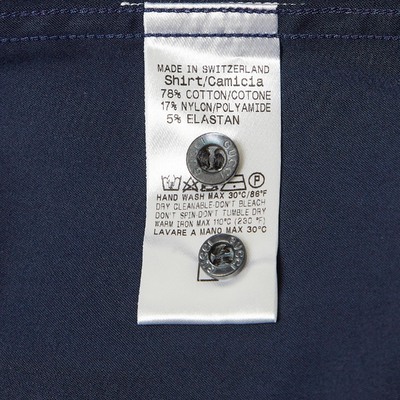 MADE IN SWITZERLAND
Shirt/Camicia
78% COTTON/COTONE
17% NYLON/POLYAMIDE
5% ELASTAN
P
HAND WASH MAX 30°C/86°F
DRY CLEANABLE-DON'T BLEACH
DON'T SPIN-DON'T TUMBLE DRY
WARM IRON MAX 110°C (230 °F)
LAVARE A MANO MAX 30°C